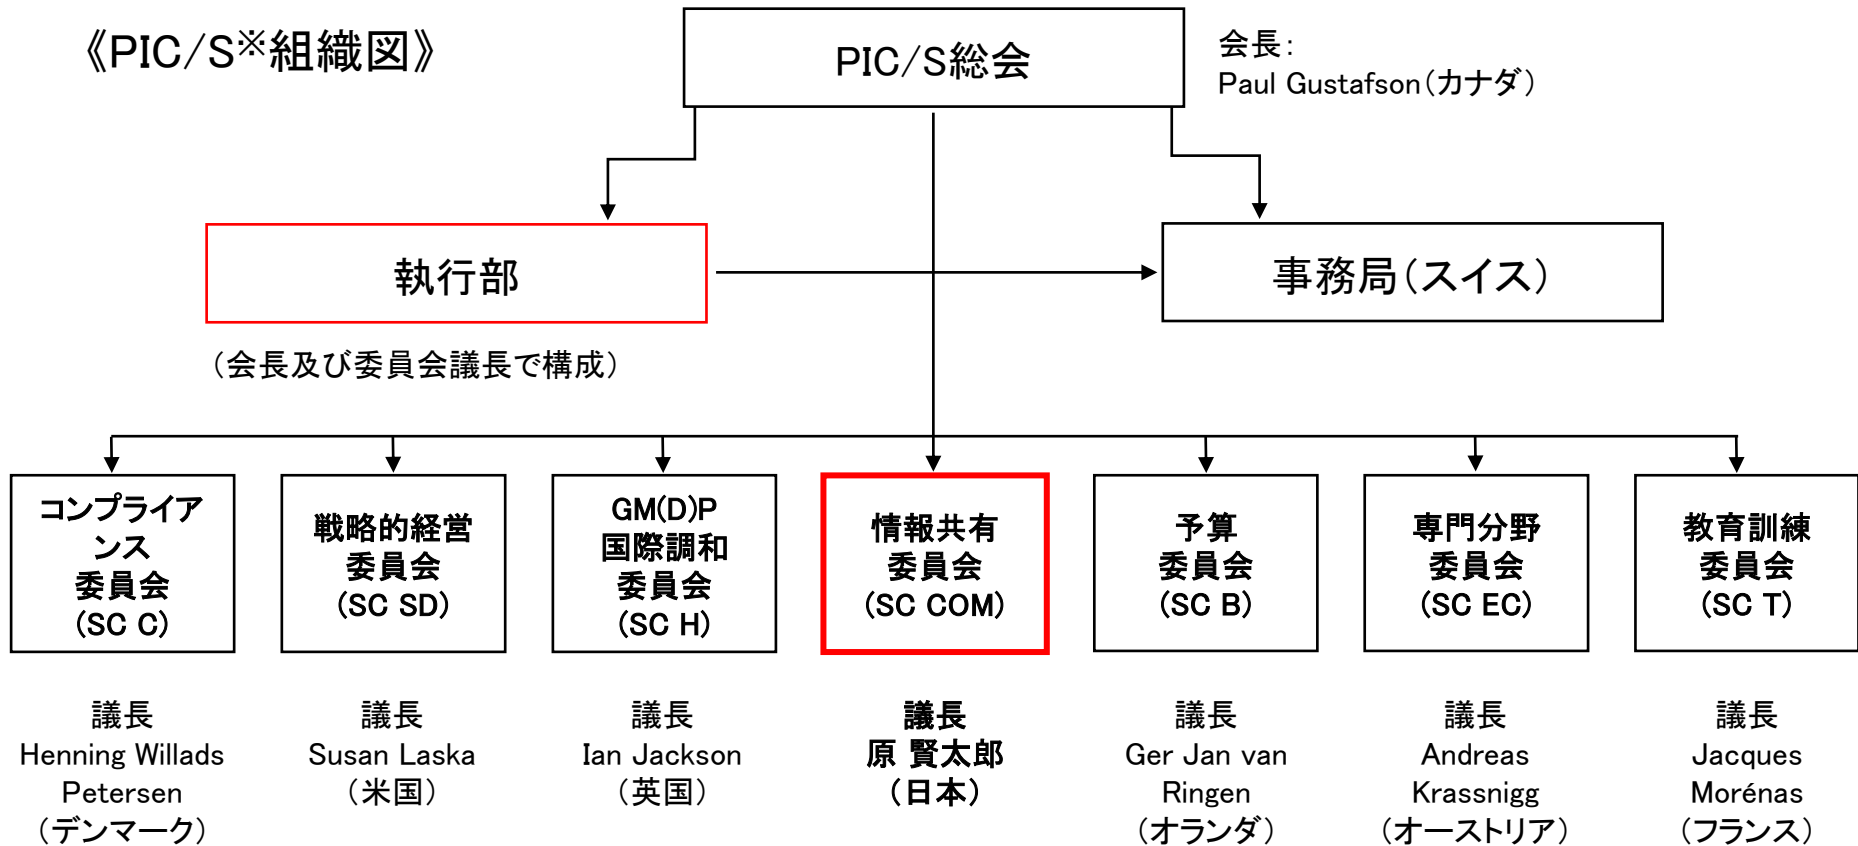 《PIC/S※組織図》
PIC/S総会
会長：
Paul Gustafson（カナダ）
執行部
事務局（スイス）
（会長及び委員会議長で構成）
コンプライア
ンス
委員会
(SC C)
戦略的経営
委員会
(SC SD)
GM(D)P
国際調和
委員会
(SC H)
情報共有
委員会
(SC COM)
予算
委員会
(SC B)
専門分野
委員会
(SC EC)
教育訓練
委員会
(SC T)
議長
Henning Willads
Petersen
（デンマーク）
議長
Susan Laska
（米国）
議長
Ian Jackson
（英国）
議長
原 賢太郎
（日本）
議長
Ger Jan van
Ringen
（オランダ）
議長
Andreas
Krassnigg
（オーストリア）
議長
Jacques
Morénas
（フランス）